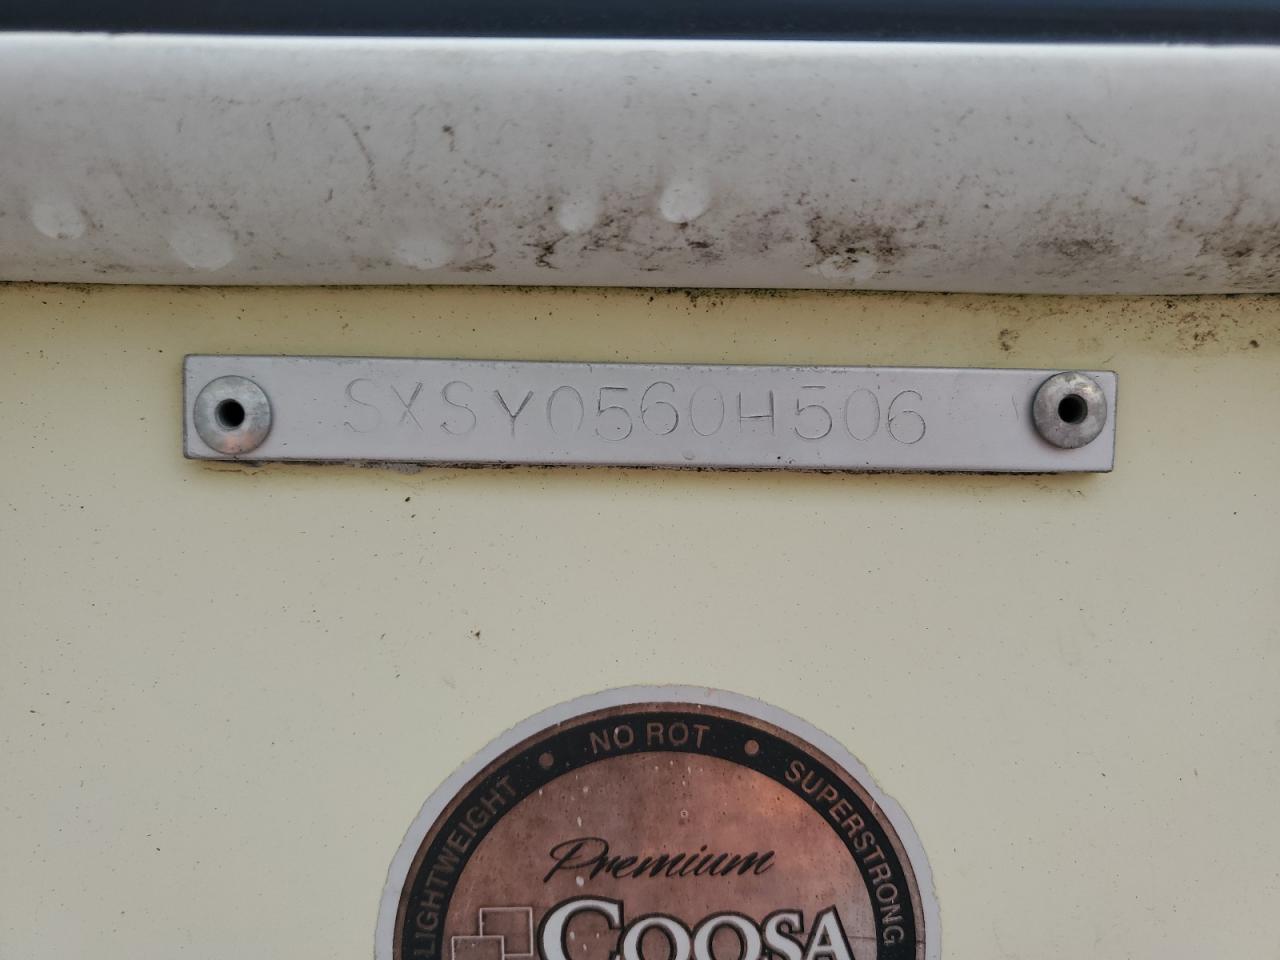 SXSY0560H506
LIGHTWEIGHT • NO ROT • SUPERSTRONG
Premium
COOSA